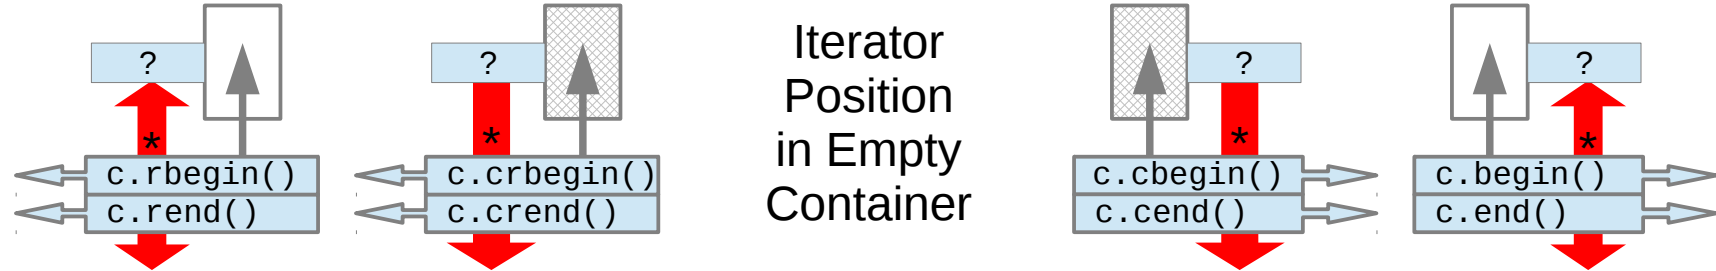 ?
*
c.rbegin()
c.rend()
?
*
c.crbegin()
c.crend()
Iterator
Position
in Empty
Container
?
*
c.cbegin()
c.cend()
?
*
c.begin()
c.end()